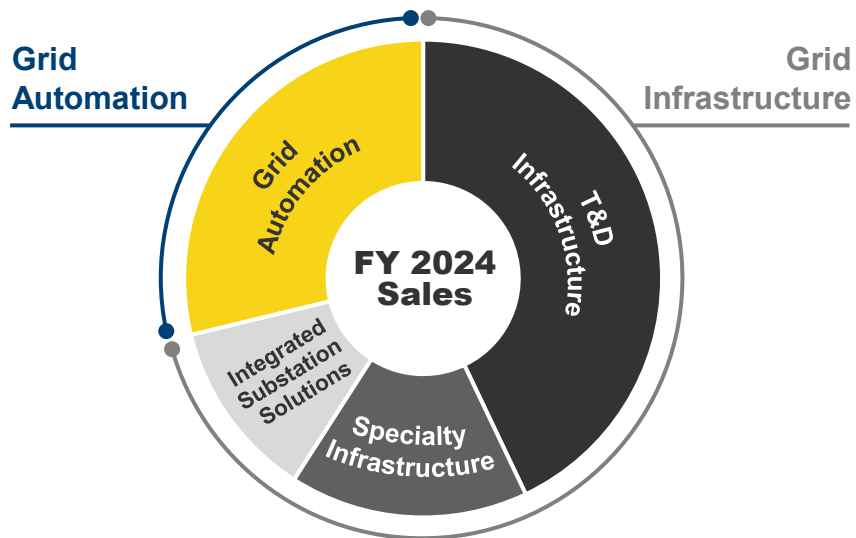 Grid
Automation
Grid
Infrastructure
Grid
Automation
T&D
Infrastructure
FY 2024
Sales
Integrated
Substation
Solutions
Specialty
Infrastructure